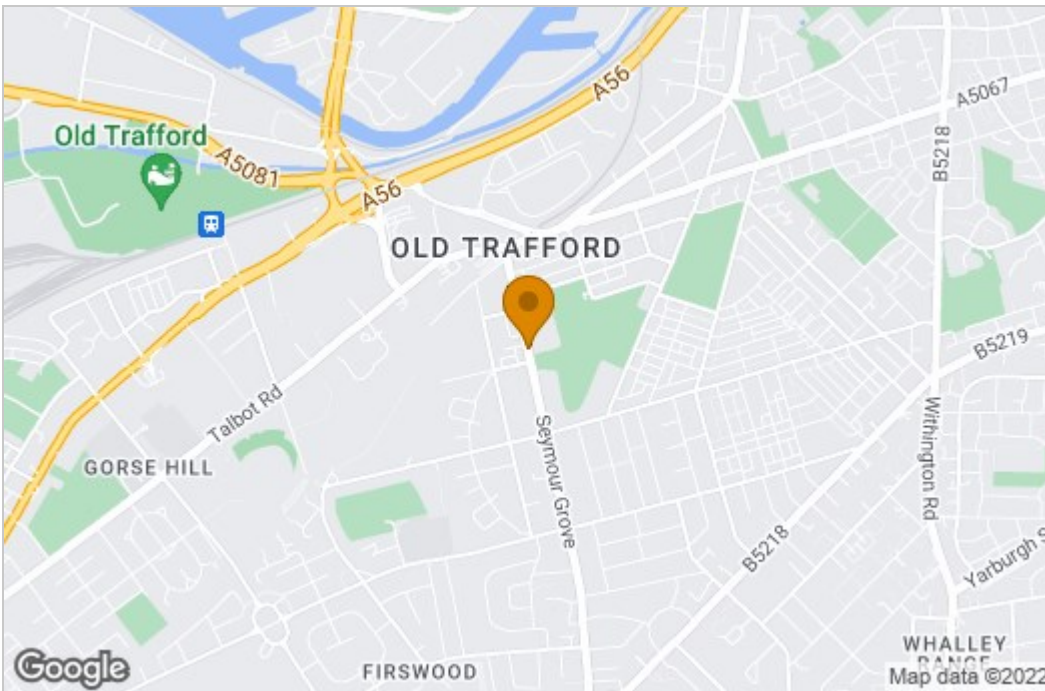 A56
A5067
Old Trafford
A5081
B5218
A56
OLD TRAFFORD
B5219
Talbot Rd
Seymour Grove
Withington Rd
GORSE HILL
B5218
Yarburgh S
WHALLEY
RANGE
FIRSWOOD
Google
Map data ©2022